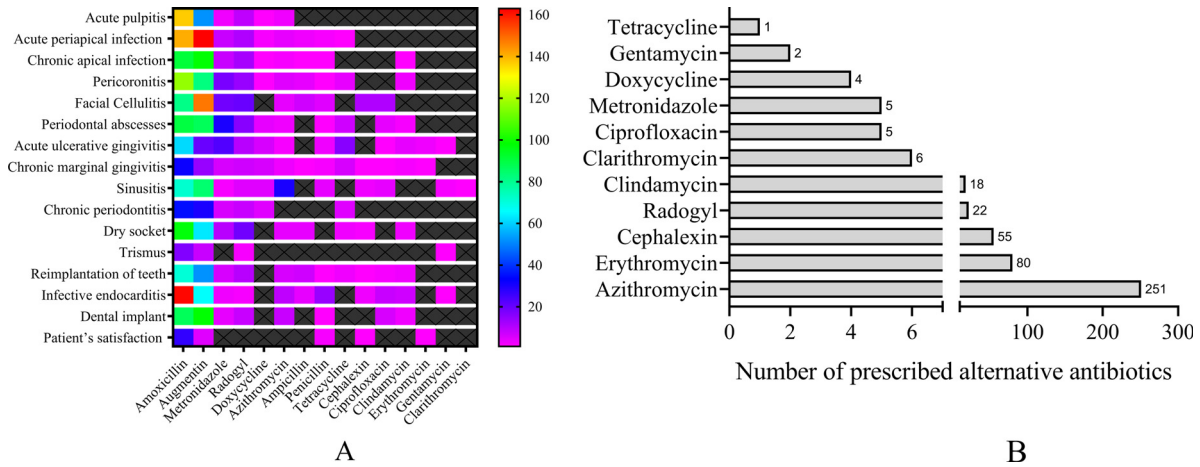 Acute pulpitis
Acute periapical infection
Chronic apical infection
Pericoronitis
Facial Cellulitis
Periodontal abscesses
Acute ulcerative gingivitis
Chronic marginal gingivitis
Sinusitis
Chronic periodontitis
Dry socket
Trismus
Reimplantation of teeth
Infective endocarditis
Dental implant
Patient's satisfaction
Amoxicillin
Augmentin
Metronidazole
Radogyl
Doxycycline
Azithromycin
Ampicillin
Penicillin
Tetracycline
Cephalexin
Ciprofloxacin
Clindamycin
Erythromycin
Gentamycin
Clarithromycin
160
140
120
100
80
60
40
20
A
Tetracycline 1
Gentamycin 2
Doxycycline 4
Metronidazole 5
Ciprofloxacin 5
Clarithromycin 6
Clindamycin 18
Radogyl 22
Cephalexin 55
Erythromycin 80
Azithromycin 251
0 2 4 6 100 200 300
Number of prescribed alternative antibiotics
B